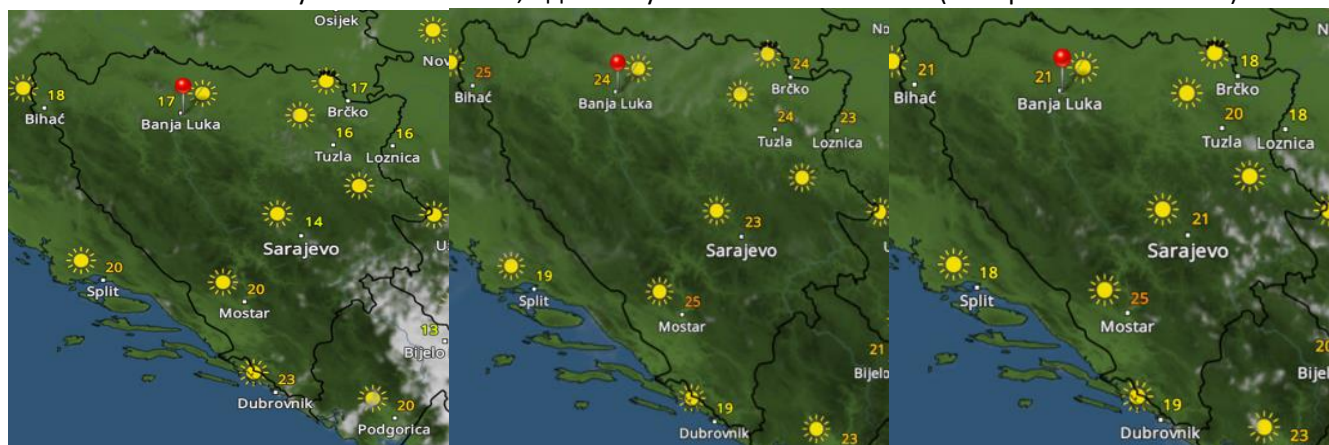 Osijek
Nov
18
Bihać
17
Banja Luka
17
Brčko
16
Tuzla
16
Loznica
14
Sarajevo
20
Split
20
Mostar
13
Bijelo
23
Dubrovnik
20
Podgorica
25
Bihać
24
Banja Luka
24
Brčko
24
Tuzla
23
Loznica
23
Sarajevo
19
Split
25
Mostar
21
Bijelo
19
Dubrovnik
23
21
Bihać
21
Banja Luka
18
Brčko
20
Tuzla
18
Loznica
21
Sarajevo
18
Split
25
Mostar
20
Bijel
19
Dubrovnik
23